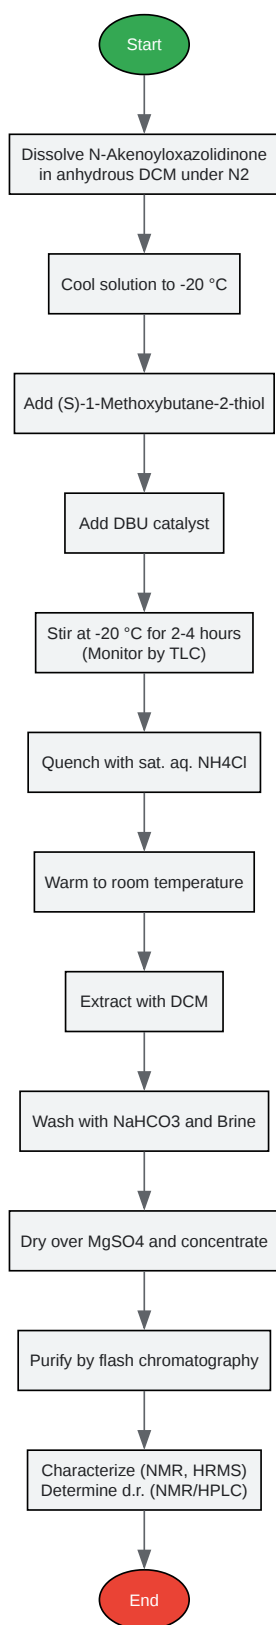 Start
Dissolve N-Akenoyloxazolidinone
in anhydrous DCM under N2
Cool solution to -20 °C
Add (S)-1-Methoxybutane-2-thiol
Add DBU catalyst
Stir at -20 °C for 2-4 hours
(Monitor by TLC)
Quench with sat. aq. NH4Cl
Warm to room temperature
Extract with DCM
Wash with NaHCO3 and Brine
Dry over MgSO4 and concentrate
Purify by flash chromatography
Characterize (NMR, HRMS)
Determine d.r. (NMR/HPLC)
End